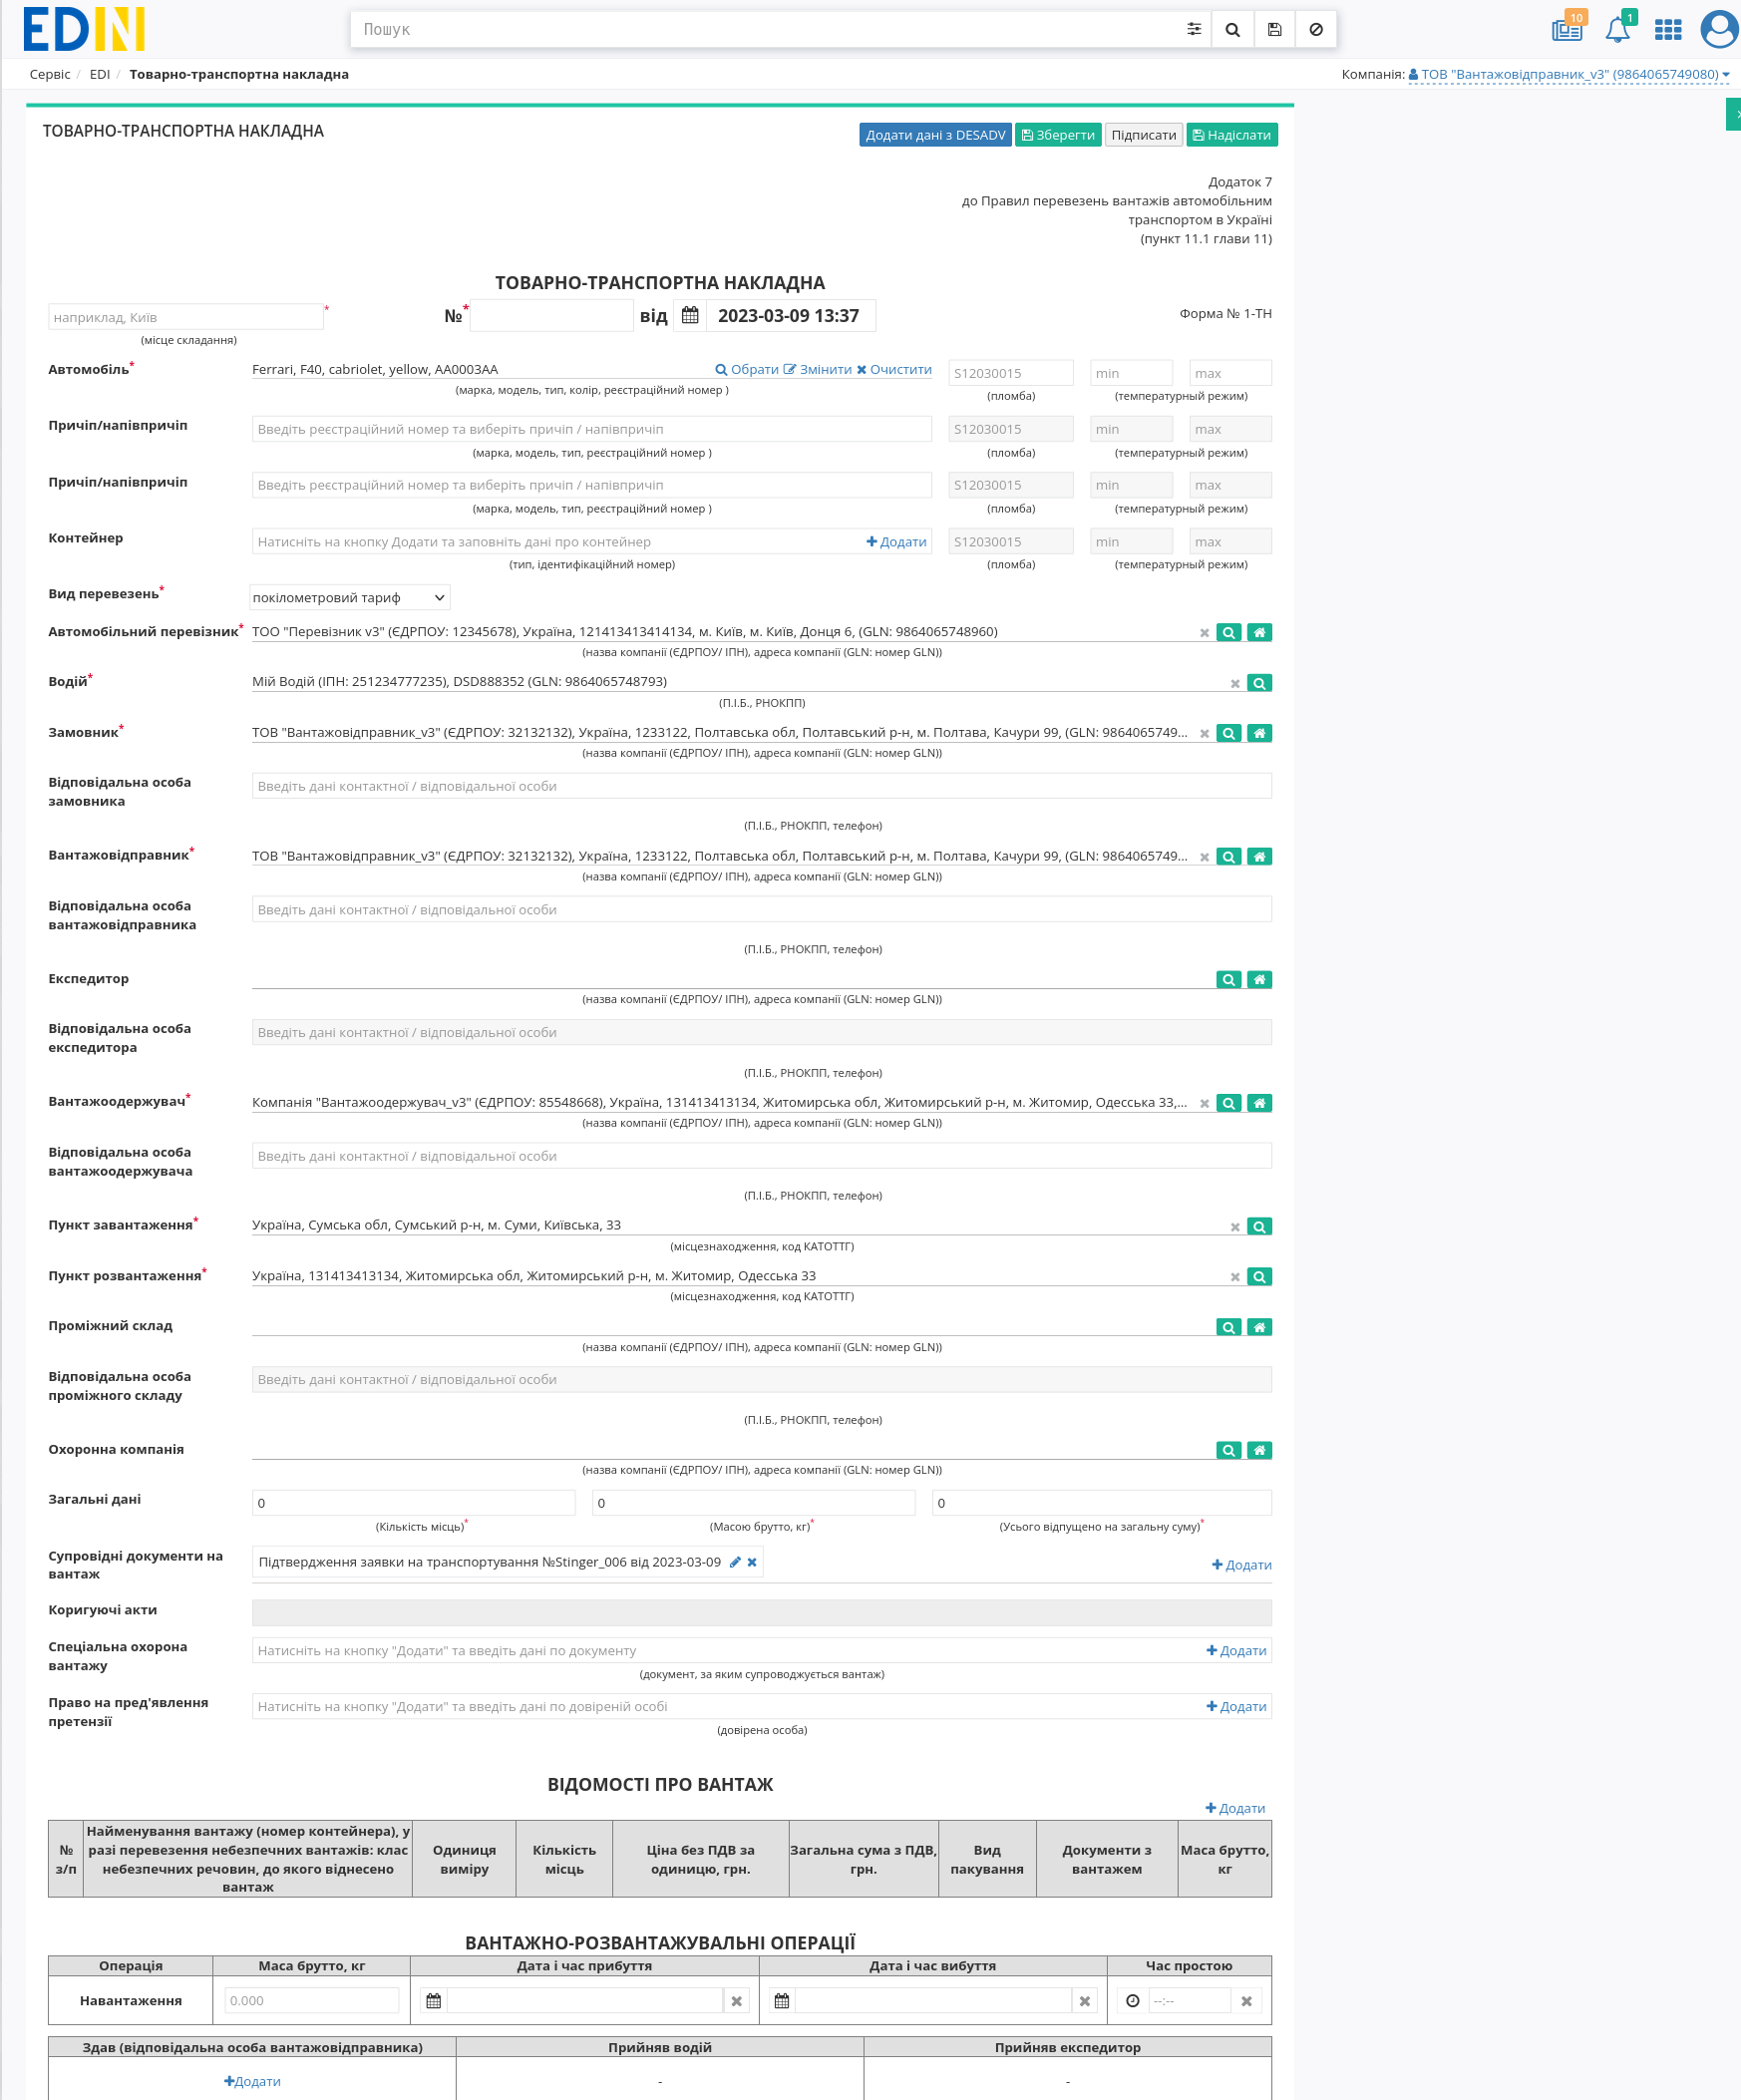 EDIN
Пошук
10
1
Сервіс / EDI / Товарно-транспортна накладна
Компанія: ТОВ "Вантажовідправник_v3" (9864065749080)
ТОВАРНО-ТРАНСПОРТНА НАКЛАДНА
Додати дані з DESADV Зберегти Підписати Надіслати
Додаток 7
до Правил перевезень вантажів автомобільним
транспортом в Україні
(пункт 11.1 глави 11)
ТОВАРНО-ТРАНСПОРТНА НАКЛАДНА
наприклад, Київ * №* від 2023-03-09 13:37 Форма № 1-ТН
(місце складання)
Автомобіль* Ferrari, F40, cabriolet, yellow, AA0003AA Обрати Змінити Очистити S12030015 min max
(марка, модель, тип, колір, реєстраційний номер ) (пломба) (температурный режим)
Причіп/напівпричіп Введіть реєстраційний номер та виберіть причіп / напівпричіп S12030015 min max
(марка, модель, тип, реєстраційний номер ) (пломба) (температурный режим)
Причіп/напівпричіп Введіть реєстраційний номер та виберіть причіп / напівпричіп S12030015 min max
(марка, модель, тип, реєстраційний номер ) (пломба) (температурный режим)
Контейнер Натисніть на кнопку Додати та заповніть дані про контейнер Додати S12030015 min max
(тип, ідентифікаційний номер) (пломба) (температурный режим)
Вид перевезень* покілометровий тариф
Автомобільний перевізник* ТОО "Перевізник v3" (ЄДРПОУ: 12345678), Україна, 121413413414134, м. Київ, м. Київ, Донця 6, (GLN: 9864065748960)
(назва компанії (ЄДРПОУ/ ІПН), адреса компанії (GLN: номер GLN))
Водій* Мій Водій (ІПН: 251234777235), DSD888352 (GLN: 9864065748793)
(П.І.Б., РНОКПП)
Замовник* ТОВ "Вантажовідправник_v3" (ЄДРПОУ: 32132132), Україна, 1233122, Полтавська обл, Полтавський р-н, м. Полтава, Качури 99, (GLN: 9864065749...
(назва компанії (ЄДРПОУ/ ІПН), адреса компанії (GLN: номер GLN))
Відповідальна особа
замовника
Введіть дані контактної / відповідальної особи
(П.І.Б., РНОКПП, телефон)
Вантажовідправник* ТОВ "Вантажовідправник_v3" (ЄДРПОУ: 32132132), Україна, 1233122, Полтавська обл, Полтавський р-н, м. Полтава, Качури 99, (GLN: 9864065749...
(назва компанії (ЄДРПОУ/ ІПН), адреса компанії (GLN: номер GLN))
Відповідальна особа
вантажовідправника
Введіть дані контактної / відповідальної особи
(П.І.Б., РНОКПП, телефон)
Експедитор
(назва компанії (ЄДРПОУ/ ІПН), адреса компанії (GLN: номер GLN))
Відповідальна особа
експедитора
Введіть дані контактної / відповідальної особи
(П.І.Б., РНОКПП, телефон)
Вантажоодержувач* Компанія "Вантажоодержувач_v3" (ЄДРПОУ: 85548668), Україна, 131413413134, Житомирська обл, Житомирський р-н, м. Житомир, Одесська 33,...
(назва компанії (ЄДРПОУ/ ІПН), адреса компанії (GLN: номер GLN))
Відповідальна особа
вантажоодержувача
Введіть дані контактної / відповідальної особи
(П.І.Б., РНОКПП, телефон)
Пункт завантаження* Україна, Сумська обл, Сумський р-н, м. Суми, Київська, 33
(місцезнаходження, код КАТОТТГ)
Пункт розвантаження* Україна, 131413413134, Житомирська обл, Житомирський р-н, м. Житомир, Одесська 33
(місцезнаходження, код КАТОТТГ)
Проміжний склад
(назва компанії (ЄДРПОУ/ ІПН), адреса компанії (GLN: номер GLN))
Відповідальна особа
проміжного складу
Введіть дані контактної / відповідальної особи
(П.І.Б., РНОКПП, телефон)
Охоронна компанія
(назва компанії (ЄДРПОУ/ ІПН), адреса компанії (GLN: номер GLN))
Загальні дані 0 0 0
(Кількість місць)* (Масою брутто, кг)* (Усього відпущено на загальну суму)*
Супровідні документи на
вантаж
Підтвердження заявки на транспортування №Stinger_006 від 2023-03-09 Додати
Коригуючі акти
Спеціальна охорона
вантажу
Натисніть на кнопку "Додати" та введіть дані по документу Додати
(документ, за яким супроводжується вантаж)
Право на пред'явлення
претензії
Натисніть на кнопку "Додати" та введіть дані по довіреній особі Додати
(довірена особа)
ВІДОМОСТІ ПРО ВАНТАЖ
Додати
№
з/п
Найменування вантажу (номер контейнера), у
разі перевезення небезпечних вантажів: клас
небезпечних речовин, до якого віднесено
вантаж
Одиниця
виміру
Кількість
місць
Ціна без ПДВ за
одиницю, грн.
Загальна сума з ПДВ,
грн.
Вид
пакування
Документи з
вантажем
Маса брутто,
кг
ВАНТАЖНО-РОЗВАНТАЖУВАЛЬНІ ОПЕРАЦІЇ
Операція Маса брутто, кг Дата і час прибуття Дата і час вибуття Час простою
Навантаження 0.000 --:--
Здав (відповідальна особа вантажовідправника) Прийняв водій Прийняв експедитор
Додати - -